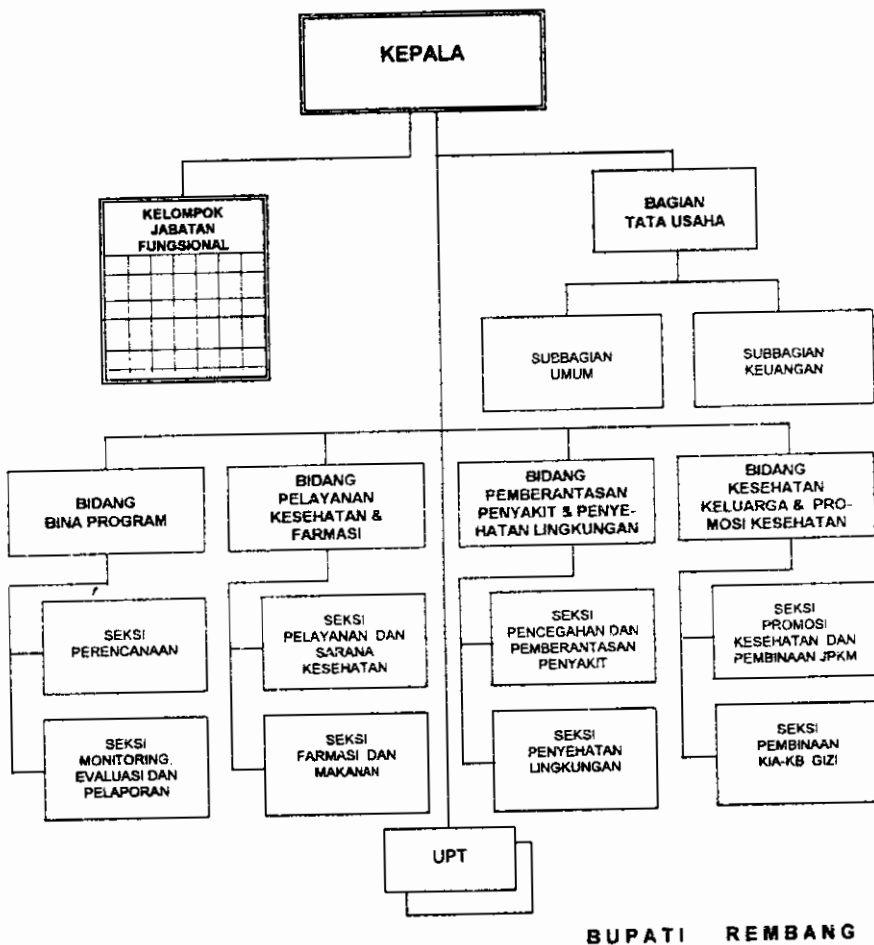 KEPALA
KELOMPOK
JABATAN
FUNGSIONAL
BAGIAN
TATA USAHA
SUBBAGIAN
UMUM
SUBBAGIAN
KEUANGAN
BIDANG
BINA PROGRAM
BIDANG
PELAYANAN
KESEHATAN &
FARMASI
BIDANG
PEMBERANTASAN
PENYAKIT & PENYE-
HATAN LINGKUNGAN
BIDANG
KESEHATAN
KELUARGA & PRO-
MOSI KESEHATAN
SEKSI
PERENCANAAN
SEKSI
PELAYANAN DAN
SARANA
KESEHATAN
SEKSI
PENCEGAHAN DAN
PEMBERANTASAN
PENYAKIT
SEKSI
PROMOSI
KESEHATAN DAN
PEMBINAAN JPKM
SEKSI
MONITORING,
EVALUASI DAN
PELAPORAN
SEKSI
FARMASI DAN
MAKANAN
SEKSI
PENYEHATAN
LINGKUNGAN
SEKSI
PEMBINAAN
KIA-KB GIZI
UPT
BUPATI REMBANG